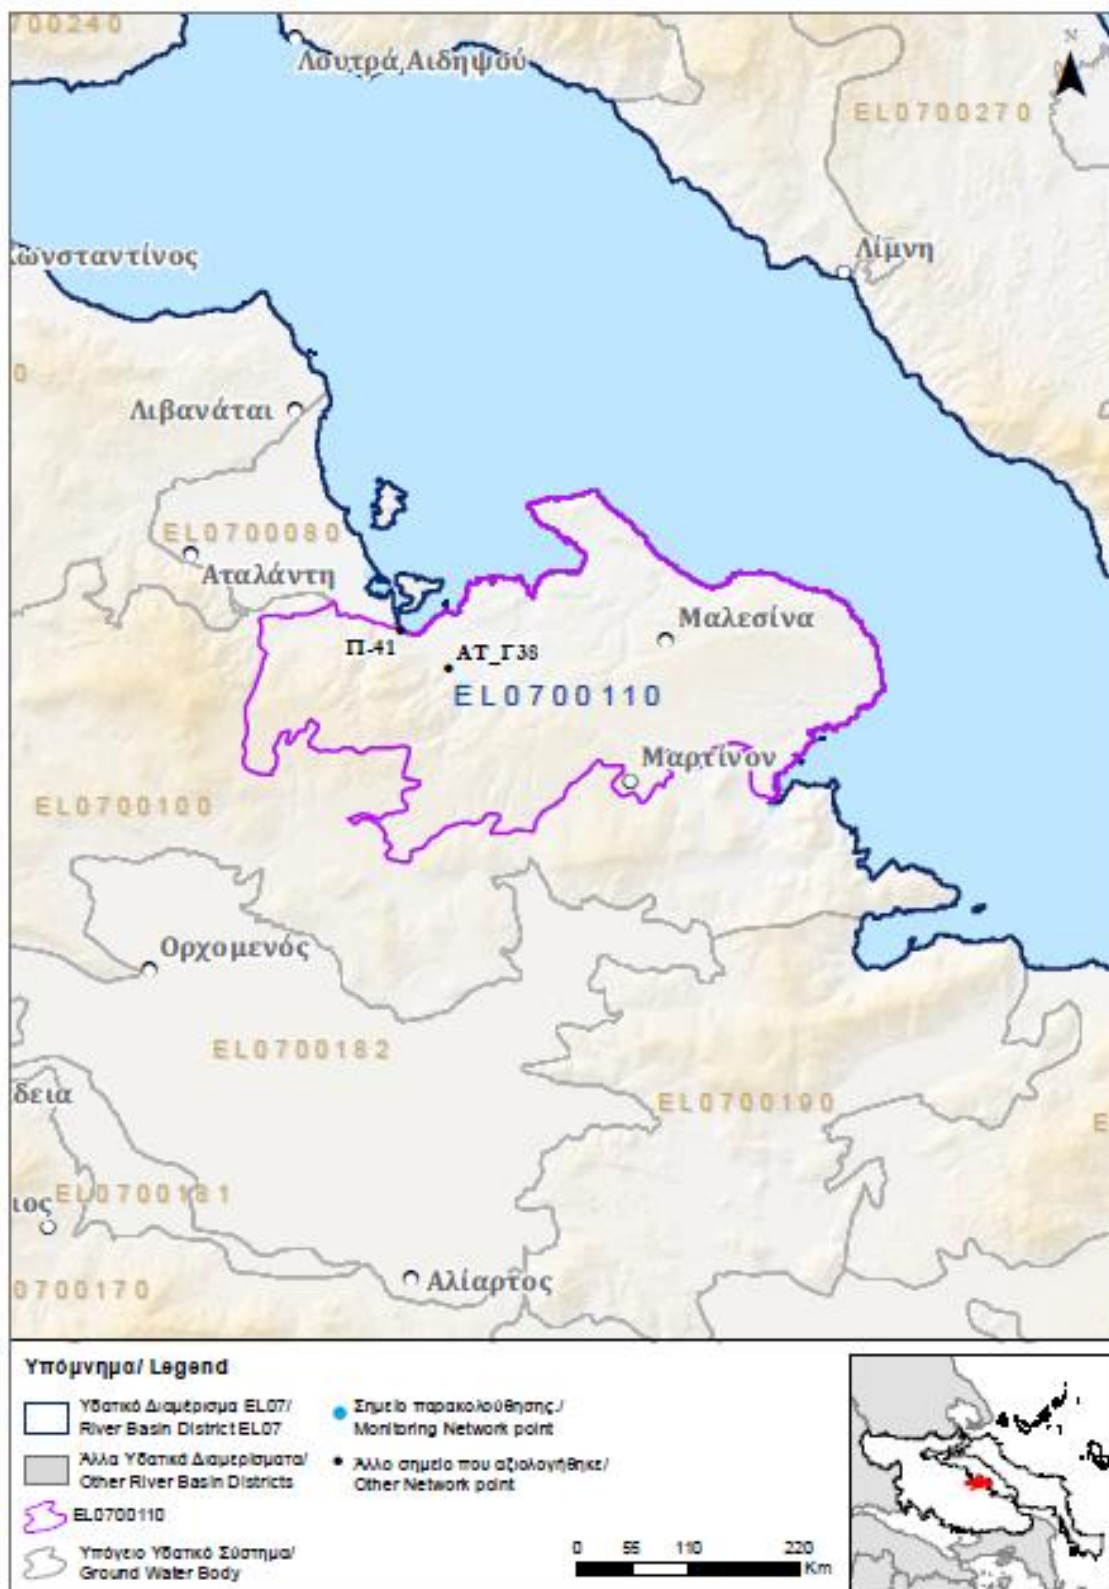 700240
Λουτρά Αιδηψού
N
EL0700270
Κωνσταντίνος
Λίμνη
0
Λιβανάται
EL0700080
Αταλάντη
Μαλεσίνα
Π-41
ΑΤ_Γ38
EL0700110
Μαρτίνον
EL0700100
Ορχομενός
EL0700182
δεια
EL0700190
E
ιος
EL0700181
Αλίαρτος
0700170
Υπόμνημα/ Legend
Υδατικό Διαμέρισμα EL07/
River Basin District EL07
Άλλα Υδατικά Διαμερίσματα/
Other River Basin Districts
EL0700110
Υπόγειο Υδατικό Σύστημα/
Ground Water Body
Σημείο παρακολούθησης/
Monitoring Network point
Άλλο σημείο που αξιολογήθηκε/
Other Network point
0 55 110 220
Km